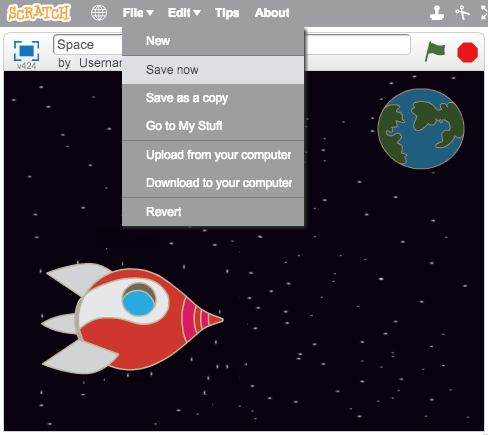 SCRATCH File Edit Tips About
Space
v424 by Usernam
New
Save now
Save as a copy
Go to My Stuff
Upload from your computer
Download to your computer
Revert